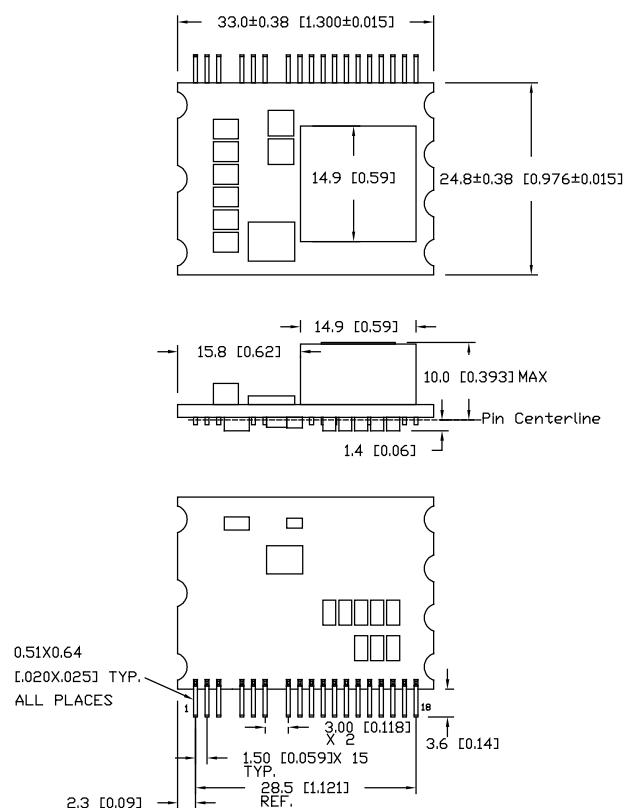 33.0±0.38 [1.300±0.015]
14.9 [0.59]
24.8±0.38 [0.976±0.015]
14.9 [0.59]
15.8 [0.62]
10.0 [0.393] MAX
Pin Centerline
1.4 [0.06]
0.51X0.64
[.020X.025] TYP.
ALL PLACES
1
18
3.00 [0.118]
X 2
3.6 [0.14]
1.50 [0.059]X 15
TYP.
28.5 [1.121]
REF.
2.3 [0.09]